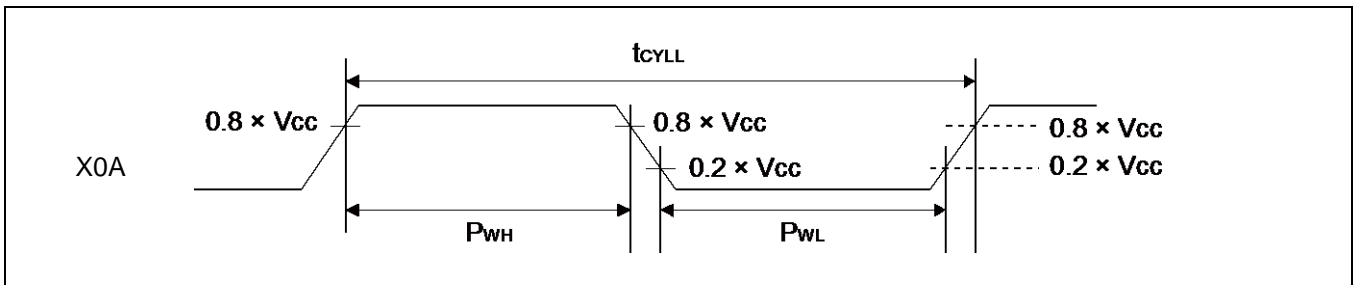 tCYLL
0.8 × Vcc 0.8 × Vcc 0.8 × Vcc
X0A 0.2 × Vcc 0.2 × Vcc
PWH PWL